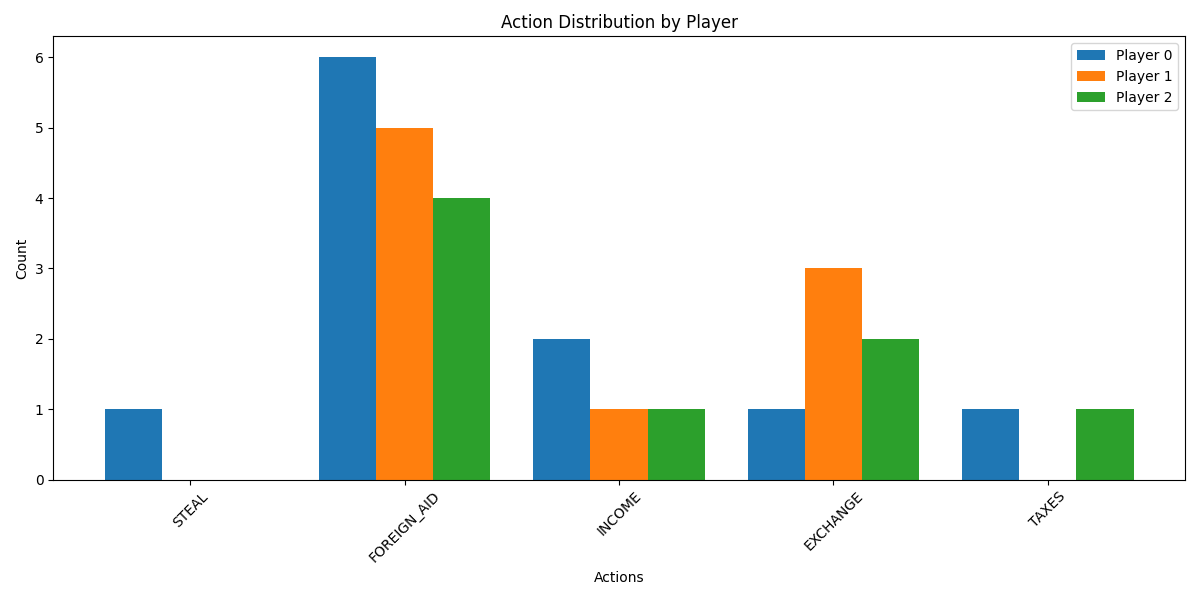 Action Distribution by Player
Player 0
Player 1
Player 2
Count
6
5
4
3
2
1
0
STEAL
FOREIGN_AID
INCOME
EXCHANGE
TAXES
Actions